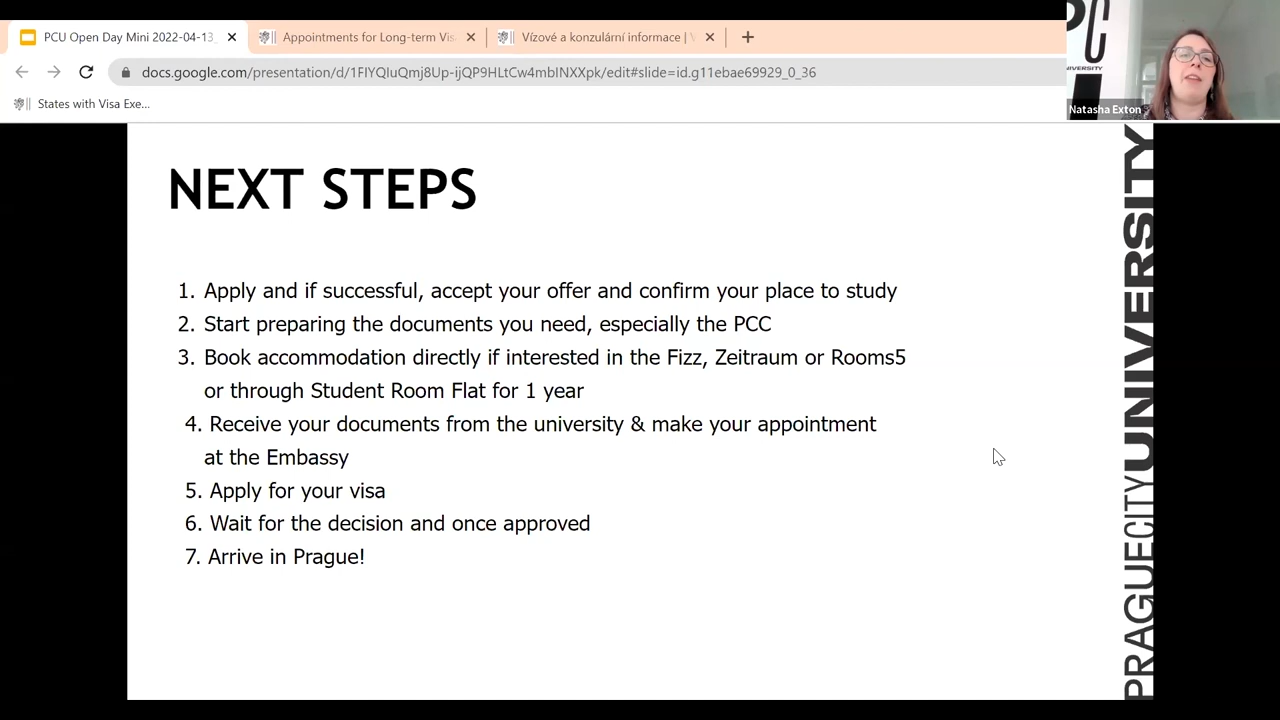 PCU Open Day Mini 2022-04-13_
Appointments for Long-term Vis
Vízové a konzulární informace |
docs.google.com/presentation/d/1FHXuuQmj8Up-ijQP9HLtCw4mbINXXpk/edit#slide=id.g11ebae69929_0_36
States with Visa Exe...
UNIVERSITY
Natasha Exton
NEXT STEPS
1. Apply and if successful, accept your offer and confirm your place to study
2. Start preparing the documents you need, especially the PCC
3. Book accommodation directly if interested in the Fizz, Zeitraum or Rooms5
or through Student Room Flat for 1 year
4. Receive your documents from the university & make your appointment
at the Embassy
5. Apply for your visa
6. Wait for the decision and once approved
7. Arrive in Prague!
PRAGUECITYUNIVERSITY